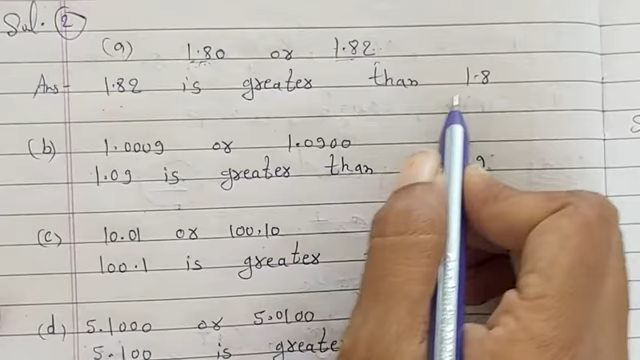 Sol. 2
(a) 1.80 or 1.82
Ans- 1.82 is greater than 1.8
(b) 1.0009 or 1.0900
1.09 is greater than 9.
(c) 10.01 or 100.10
100.1 is greater
(d) 5.1000 or 5.0100
5.100 is greate